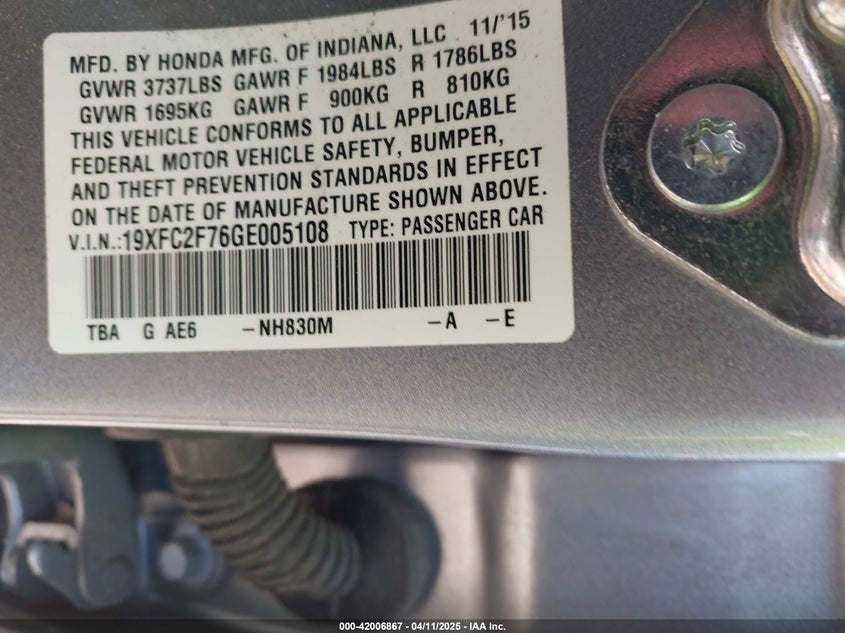 MFD. BY HONDA MFG. OF INDIANA, LLC 11/'15
GVWR 3737LBS GAWR F 1984LBS R 1786LBS
GVWR 1695KG GAWR F 900KG R 810KG
THIS VEHICLE CONFORMS TO ALL APPLICABLE
FEDERAL MOTOR VEHICLE SAFETY, BUMPER,
AND THEFT PREVENTION STANDARDS IN EFFECT
ON THE DATE OF MANUFACTURE SHOWN ABOVE.
V.I.N.:19XFC2F76GE005108 TYPE: PASSENGER CAR
TBA G AE6 -NH830M -A -E
000-42006867 - 04/11/2025 - IAA Inc.